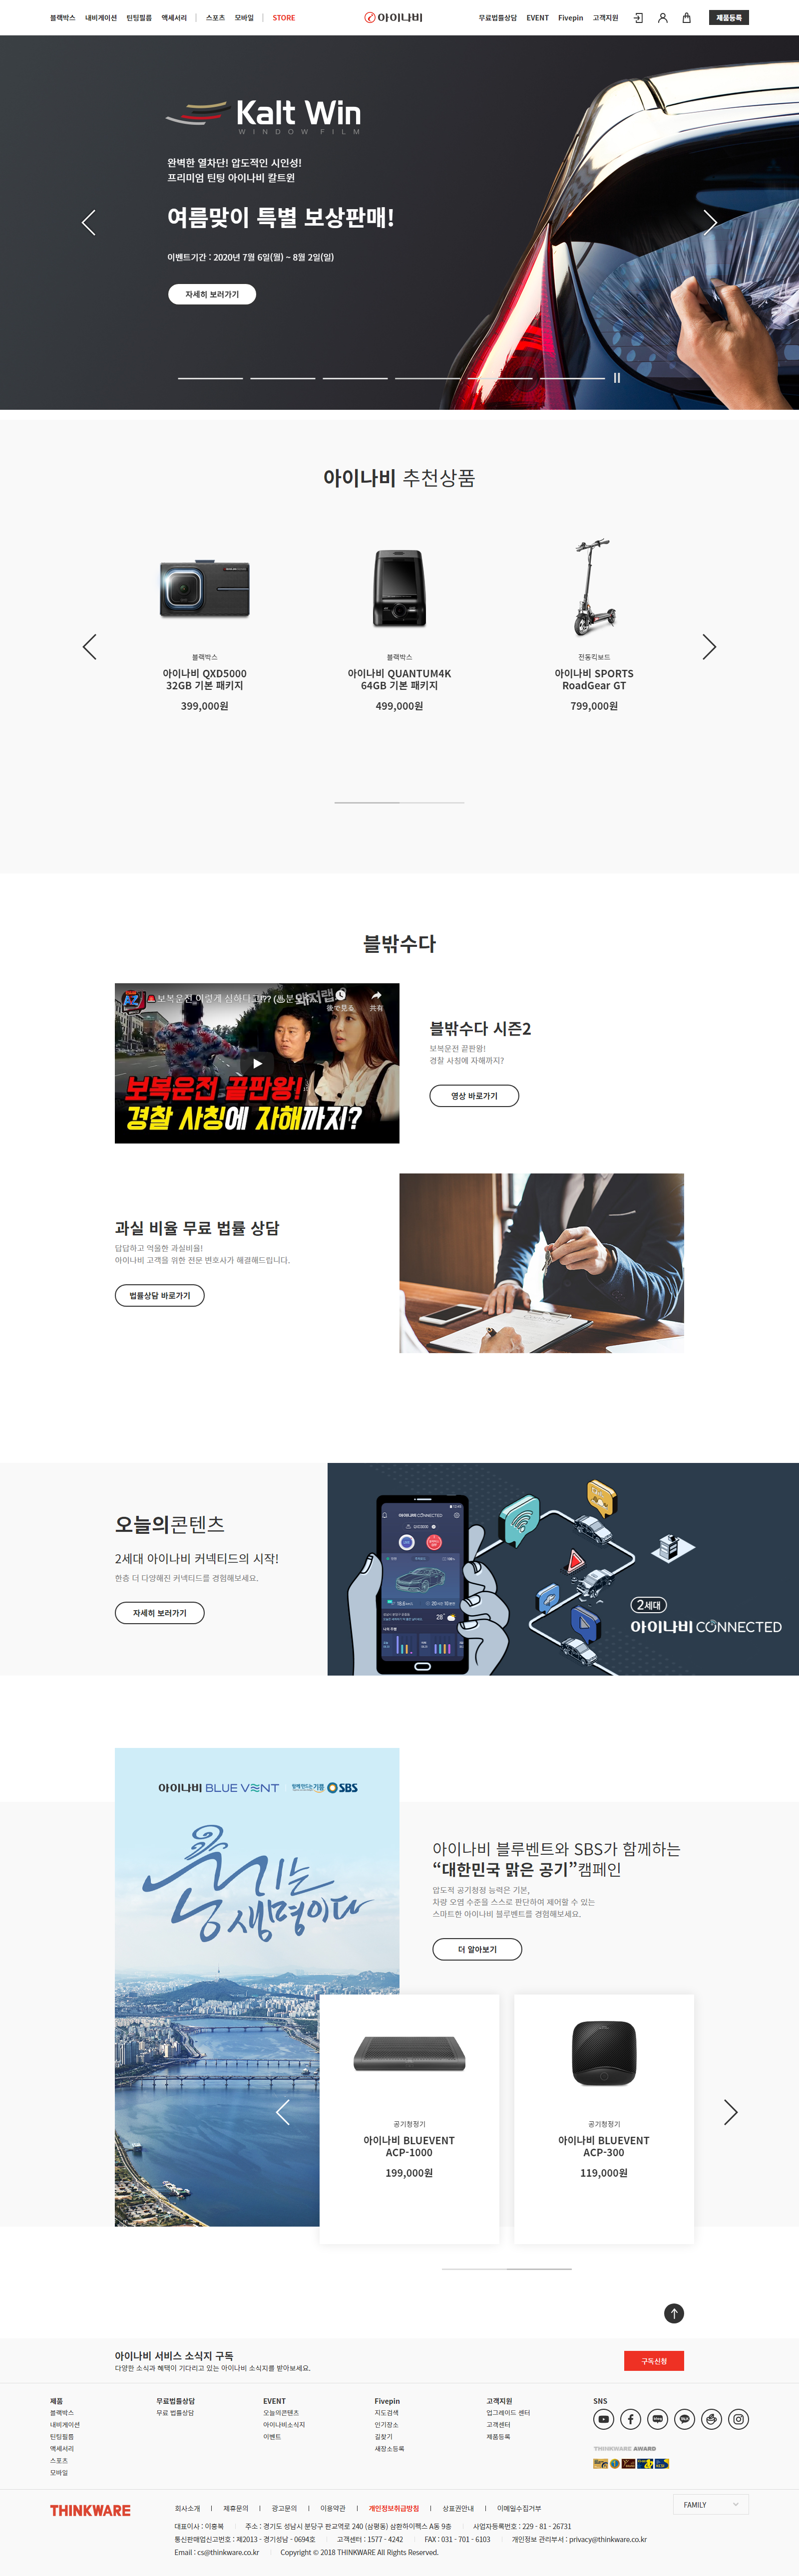 블랙박스 내비게이션 틴팅필름 액세서리 스포츠 모바일 STORE 아이나비 무료법률상담 EVENT Fivepin 고객지원 제품등록
Kalt Win
WINDOW FILM
완벽한 열차단! 압도적인 시인성!
프리미엄 틴팅 아이나비 칼트윈
여름맞이 특별 보상판매!
이벤트기간 : 2020년 7월 6일(월) ~ 8월 2일(일)
자세히 보러가기
아이나비 추천상품
블랙박스
아이나비 QXD5000
32GB 기본 패키지
399,000원
블랙박스
아이나비 QUANTUM4K
64GB 기본 패키지
499,000원
전동킥보드
아이나비 SPORTS
RoadGear GT
799,000원
블밖수다
보복운전 이렇게 심하다고!??
後で見る
共有
보복운전 끝판왕!
경찰 사칭에 자해까지?
블밖수다 시즌2
보복운전 끝판왕!
경찰 사칭에 자해까지?
영상 바로가기
과실 비율 무료 법률 상담
답답하고 억울한 과실비율!
아이나비 고객을 위한 전문 변호사가 해결해드립니다.
법률상담 바로가기
오늘의콘텐츠
2세대 아이나비 커넥티드의 시작!
한층 더 다양해진 커넥티드를 경험해보세요.
자세히 보러가기
2세대
아이나비 CONNECTED
아이나비 BLUE VENT 함께만드는기쁨 SBS
숨쉬는
생명이다
아이나비 블루벤트와 SBS가 함께하는
“대한민국 맑은 공기”캠페인
압도적 공기청정 능력은 기본,
차량 오염 수준을 스스로 판단하여 제어할 수 있는
스마트한 아이나비 블루벤트를 경험해보세요.
더 알아보기
공기청정기
아이나비 BLUEVENT
ACP-1000
199,000원
공기청정기
아이나비 BLUEVENT
ACP-300
119,000원
아이나비 서비스 소식지 구독
다양한 소식과 혜택이 기다리고 있는 아이나비 소식지를 받아보세요.
구독신청
제품
블랙박스
내비게이션
틴팅필름
액세서리
스포츠
모바일
무료법률상담
무료 법률상담
EVENT
오늘의콘텐츠
아이나비소식지
이벤트
Fivepin
지도검색
인기장소
길찾기
새장소등록
고객지원
업그레이드 센터
고객센터
제품등록
SNS
THINKWARE AWARD
THINKWARE
회사소개 제휴문의 광고문의 이용약관 개인정보취급방침 상표권안내 이메일수집거부
FAMILY
대표이사 : 이흥복 주소 : 경기도 성남시 분당구 판교역로 240 (삼평동) 삼환하이펙스 A동 9층 사업자등록번호 : 229 - 81 - 26731
통신판매업신고번호 : 제2013 - 경기성남 - 0694호 고객센터 : 1577 - 4242 FAX : 031 - 701 - 6103 개인정보 관리부서 : privacy@thinkware.co.kr
Email : cs@thinkware.co.kr Copyright © 2018 THINKWARE All Rights Reserved.